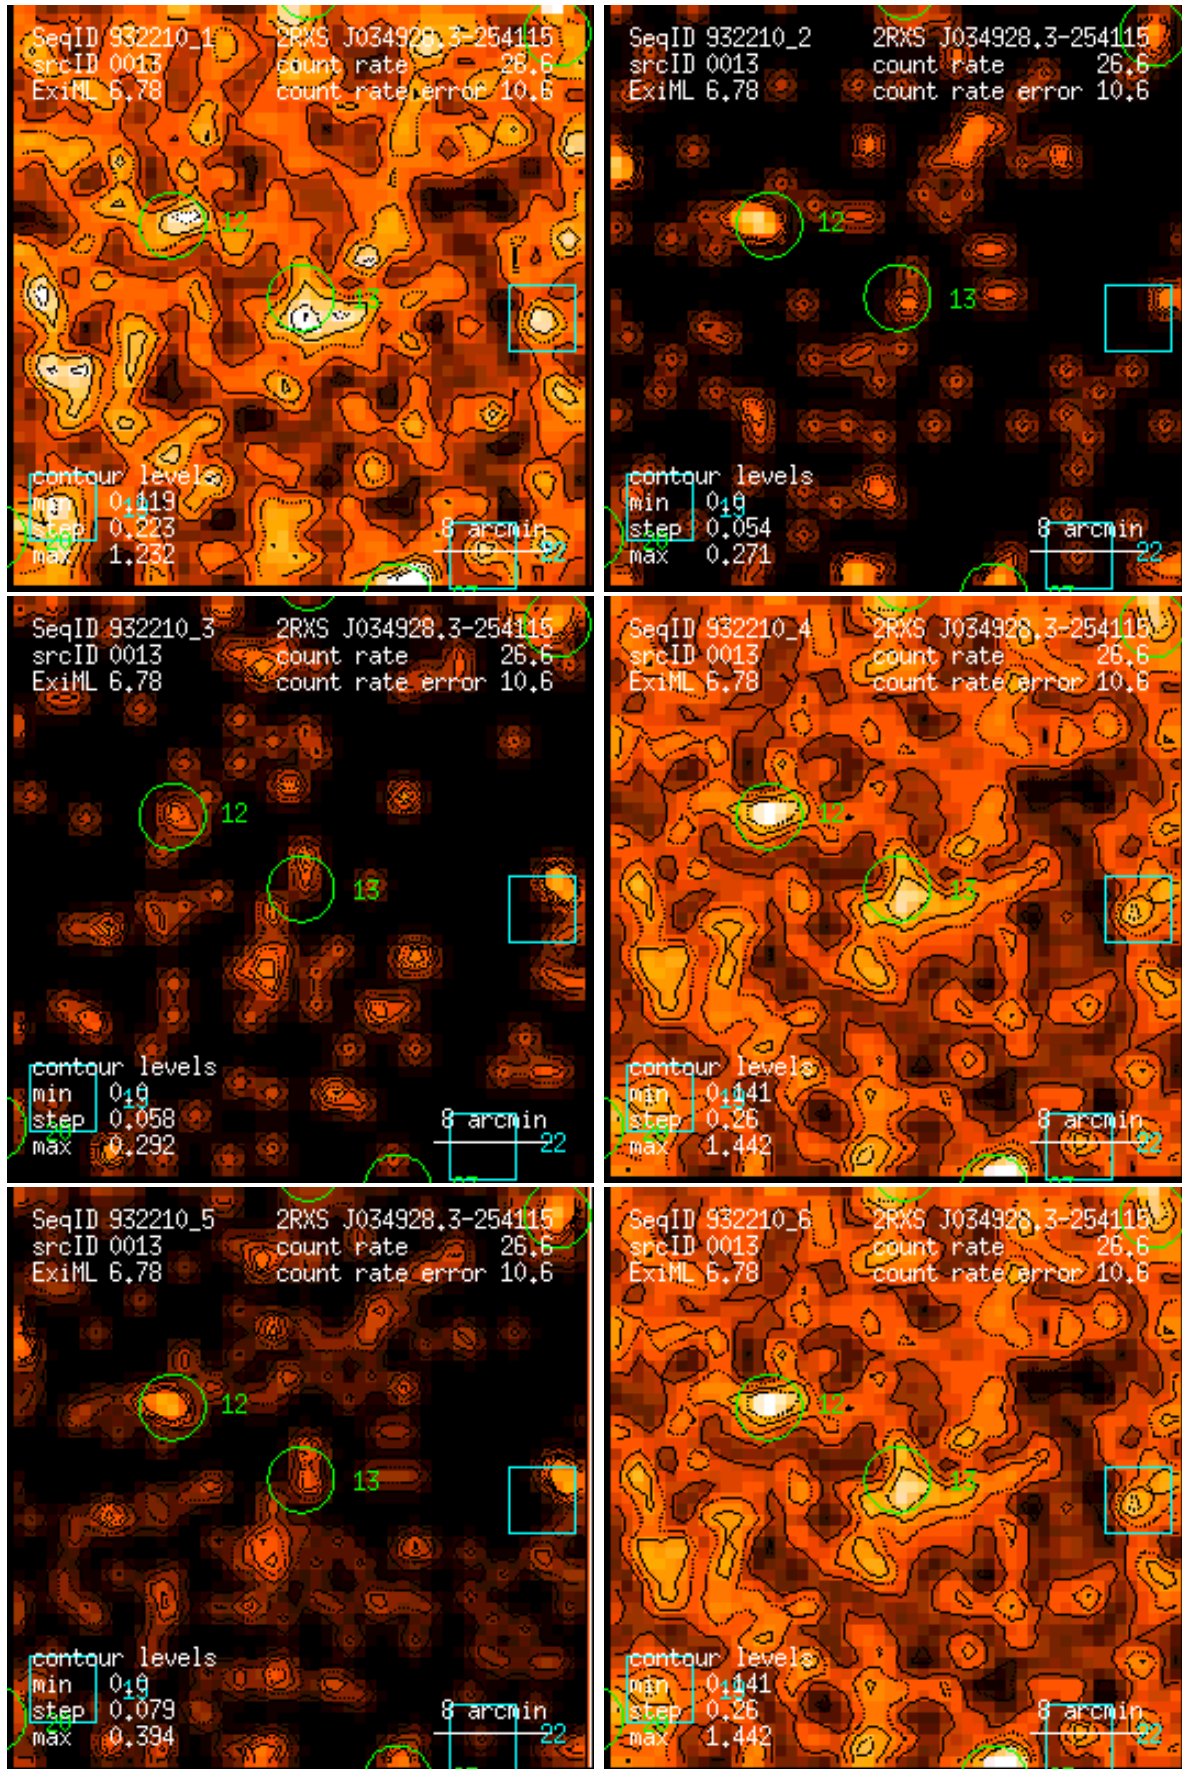 SeqID 932210_1 2RXS J034928.3-254115
srcID 0013 count rate 26.6
ExiML 6.78 count rate error 10.6
12
13
contour levels
min 0.119
step 0.223 8 arcmin
max 1.232 22
SeqID 932210_2 2RXS J034928.3-254115
srcID 0013 count rate 26.6
ExiML 6.78 count rate error 10.6
12
13
contour levels
min 0.0
step 0.054 8 arcmin
max 0.271 22
SeqID 932210_3 2RXS J034928.3-254115
srcID 0013 count rate 26.6
ExiML 6.78 count rate error 10.6
12
13
contour levels
min 0.0
step 0.058 8 arcmin
max 0.292 22
SeqID 932210_4 2RXS J034928.3-254115
srcID 0013 count rate 26.6
ExiML 6.78 count rate error 10.6
12
13
contour levels
min 0.141
step 0.26 8 arcmin
max 1.442 22
SeqID 932210_5 2RXS J034928.3-254115
srcID 0013 count rate 26.6
ExiML 6.78 count rate error 10.6
12
13
contour levels
min 0.0
step 0.079 8 arcmin
max 0.394 22
SeqID 932210_6 2RXS J034928.3-254115
srcID 0013 count rate 26.6
ExiML 6.78 count rate error 10.6
12
13
contour levels
min 0.141
step 0.26 8 arcmin
max 1.442 22